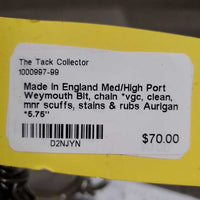 The Tack Collector
1000997-99
Made in England Med/High Port
Weymouth Bit, chain *vgc, clean,
mnr scuffs, stains & rubs Aurigan
*5.75"
$70.00
D2NJYN